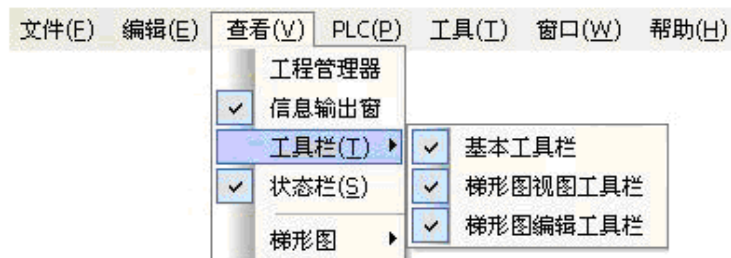 文件(F) 编辑(E) 查看(V) PLC(P) 工具(T) 窗口(W) 帮助(H)
工程管理器
信息输出窗
工具栏(T)
基本工具栏
状态栏(S)
梯形图视图工具栏
梯形图编辑工具栏
梯形图